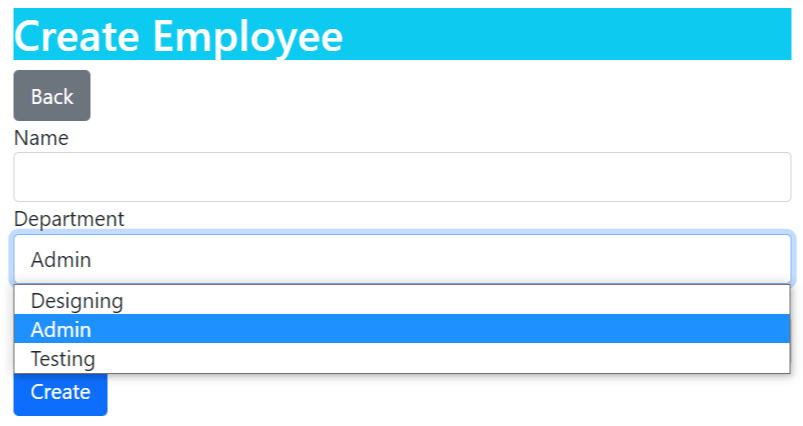 Create Employee
Back
Name
Department
Admin
Designing
Admin
Testing
Create